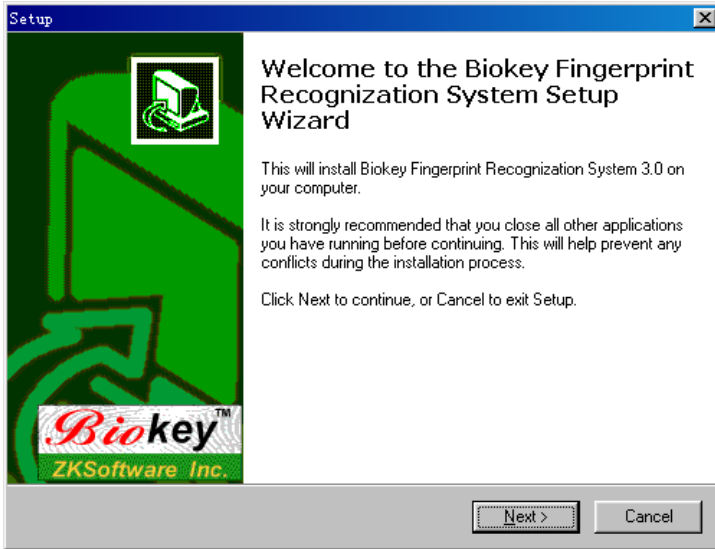 Setup
Welcome to the Biokey Fingerprint
Recognization System Setup
Wizard
This will install Biokey Fingerprint Recognization System 3.0 on
your computer.
It is strongly recommended that you close all other applications
you have running before continuing. This will help prevent any
conflicts during the installation process.
Click Next to continue, or Cancel to exit Setup.
Biokey™
ZKSoftware Inc.
Next >
Cancel